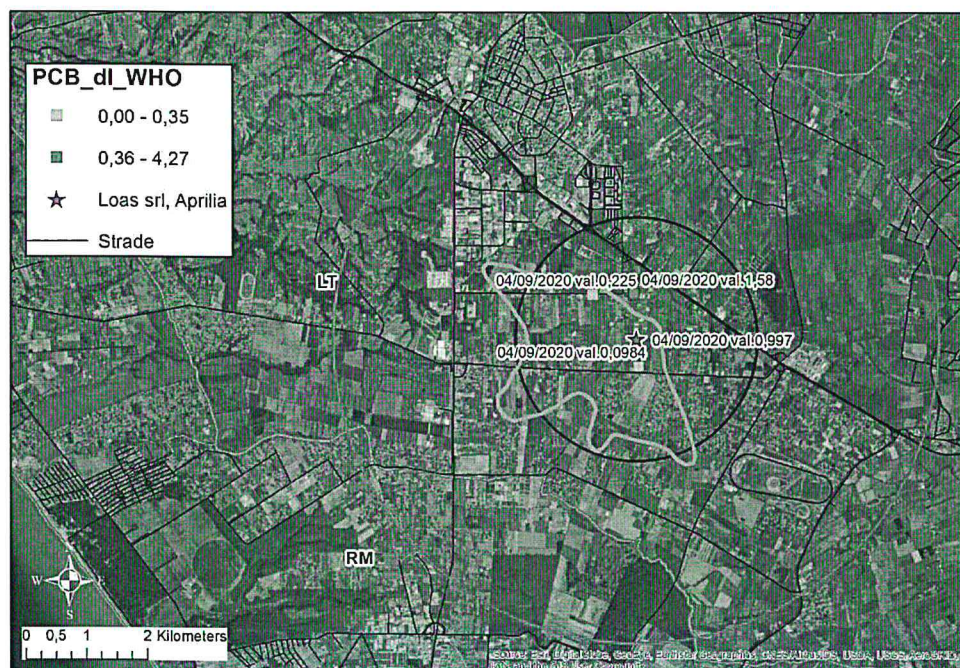 PCB_dl_WHO
0,00 - 0,35
0,36 - 4,27
Loas srl, Aprilia
Strade
LT
04/09/2020 val.0,225 04/09/2020 val.1,58
04/09/2020 val.0,0984 04/09/2020 val.0,997
RM
W E
S
0 0,5 1 2 Kilometers